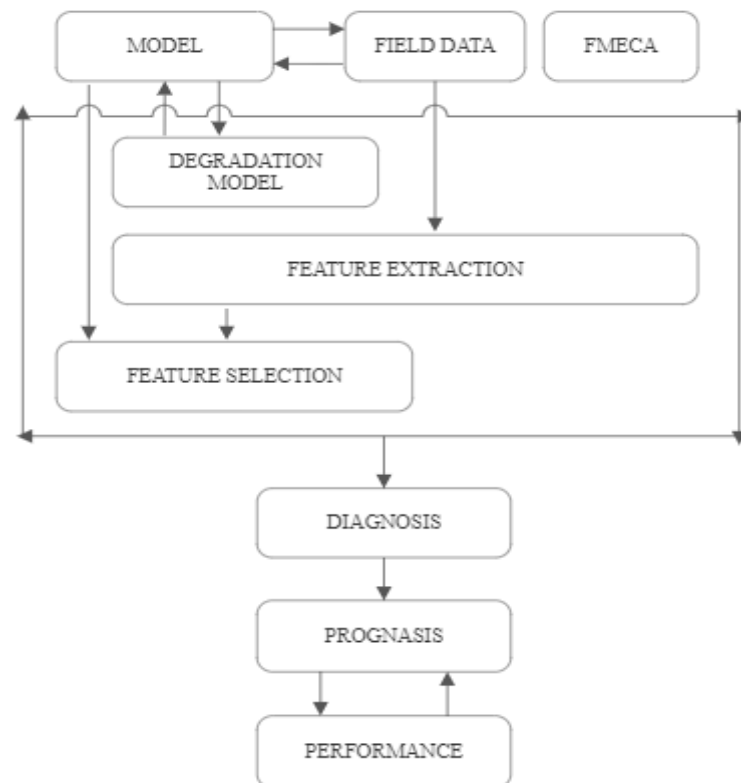 MODEL
FIELD DATA
FMECA
DEGRADATION
MODEL
FEATURE EXTRACTION
FEATURE SELECTION
DIAGNOSIS
PROGNASIS
PERFORMANCE